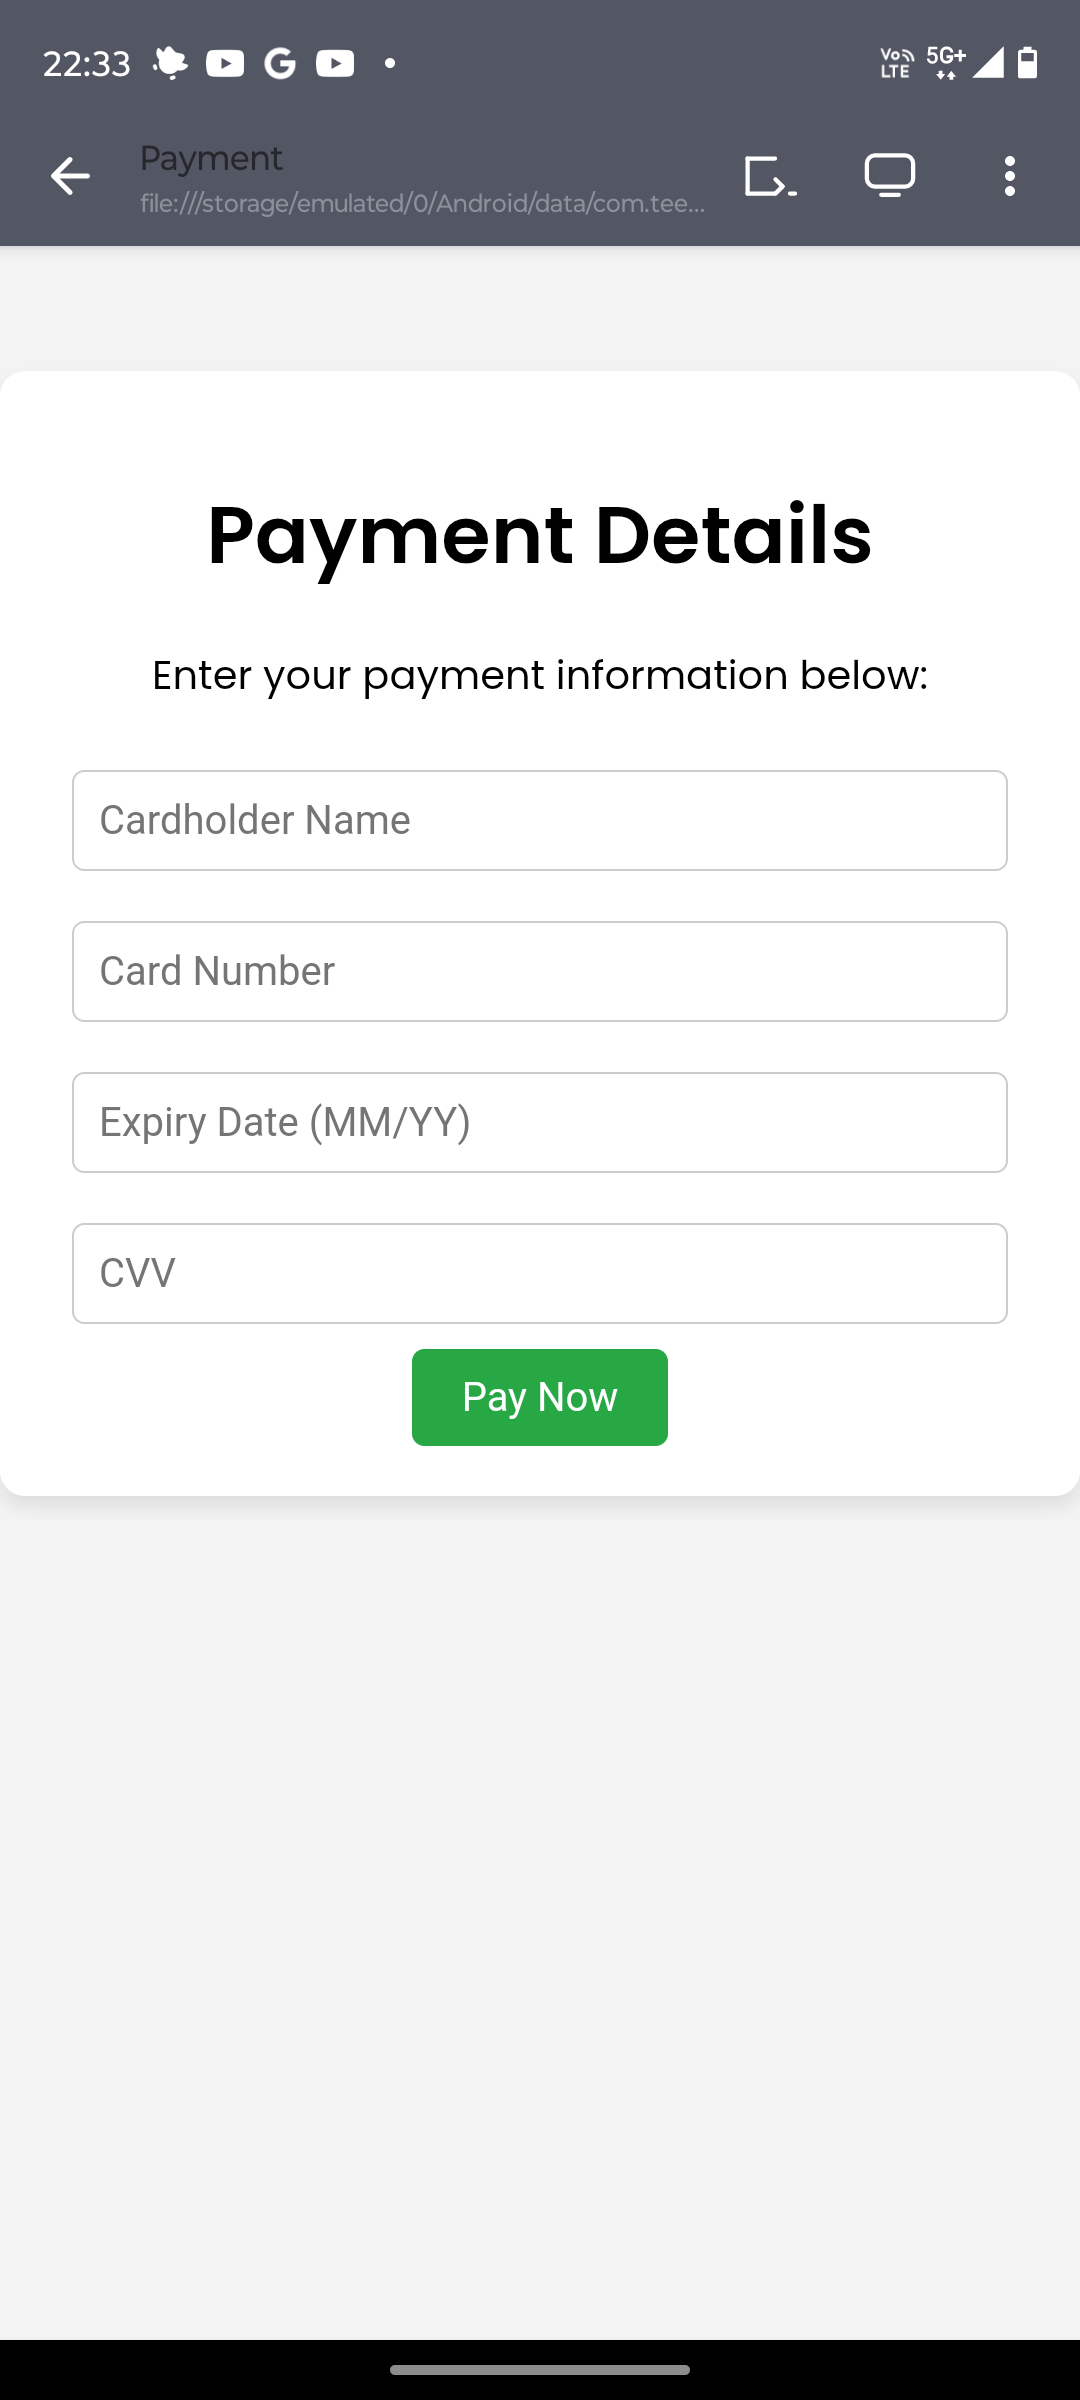 22:33
Vo LTE 5G+
Payment
file:///storage/emulated/0/Android/data/com.tee...
Payment Details
Enter your payment information below:
Cardholder Name
Card Number
Expiry Date (MM/YY)
CVV
Pay Now